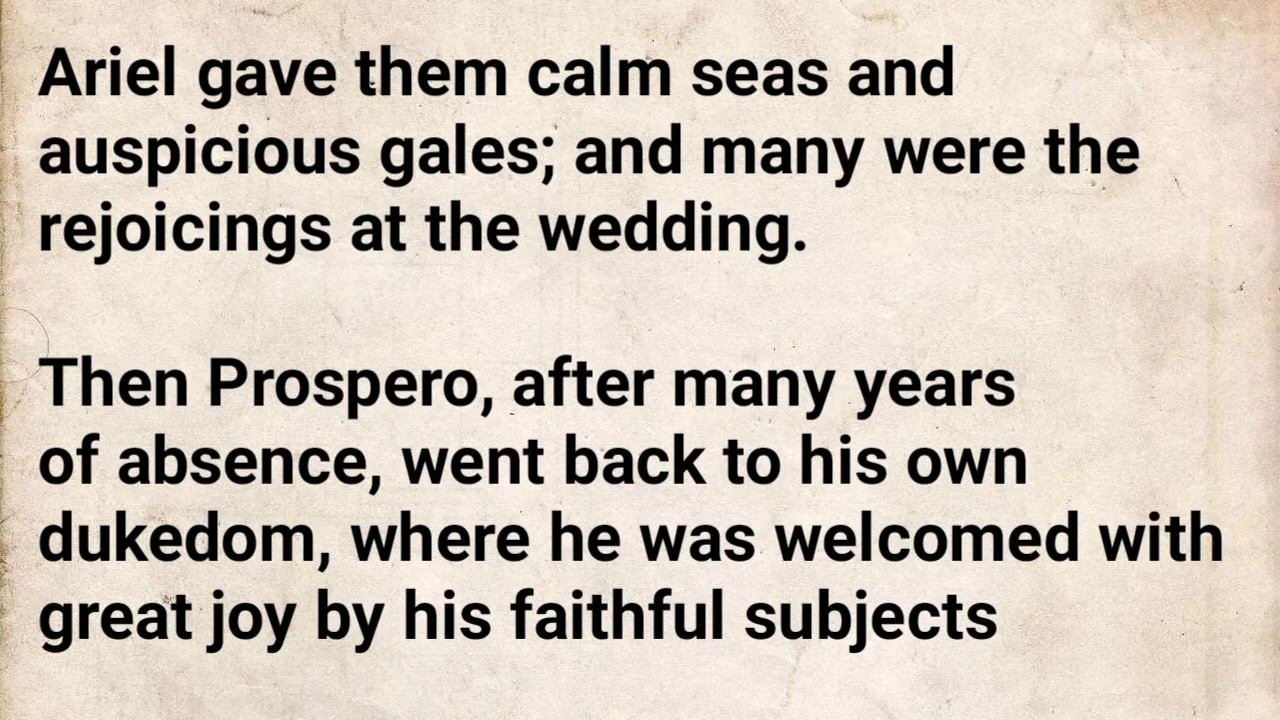 Ariel gave them calm seas and
auspicious gales; and many were the
rejoicings at the wedding.
Then Prospero, after many years
of absence, went back to his own
dukedom, where he was welcomed with
great joy by his faithful subjects